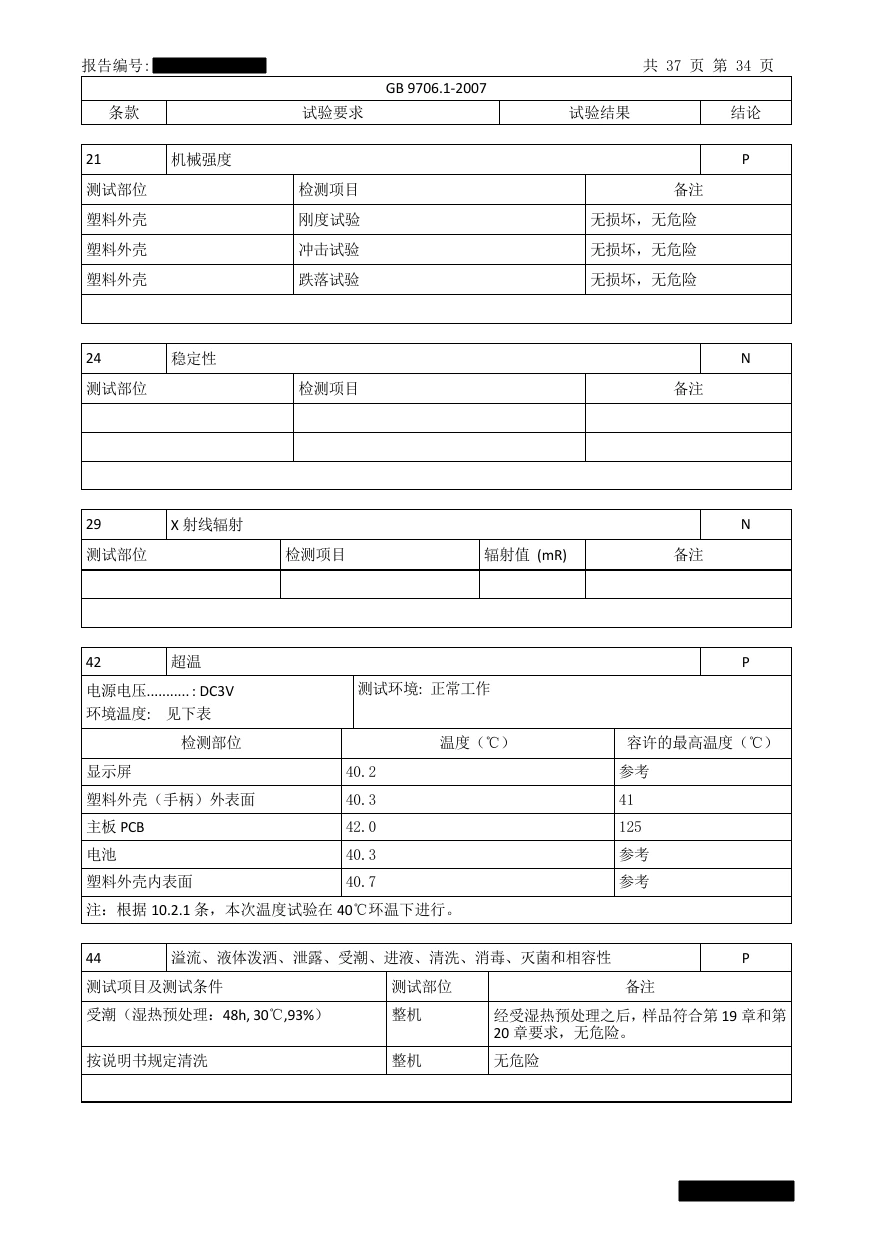 报告编号:
共 37 页 第 34 页
GB 9706.1-2007
条款 试验要求 试验结果 结论
21 机械强度 P
测试部位 检测项目 备注
塑料外壳 刚度试验 无损坏，无危险
塑料外壳 冲击试验 无损坏，无危险
塑料外壳 跌落试验 无损坏，无危险
24 稳定性 N
测试部位 检测项目 备注
29 X 射线辐射 N
测试部位 检测项目 辐射值 (mR) 备注
42 超温 P
电源电压........... : DC3V 测试环境: 正常工作
环境温度: 见下表
检测部位 温度（℃） 容许的最高温度（℃）
显示屏 40.2 参考
塑料外壳（手柄）外表面 40.3 41
主板 PCB 42.0 125
电池 40.3 参考
塑料外壳内表面 40.7 参考
注：根据 10.2.1 条，本次温度试验在 40℃环温下进行。
44 溢流、液体泼洒、泄露、受潮、进液、清洗、消毒、灭菌和相容性 P
测试项目及测试条件 测试部位 备注
受潮（湿热预处理：48h, 30℃,93%） 整机 经受湿热预处理之后，样品符合第 19 章和第
20 章要求，无危险。
按说明书规定清洗 整机 无危险